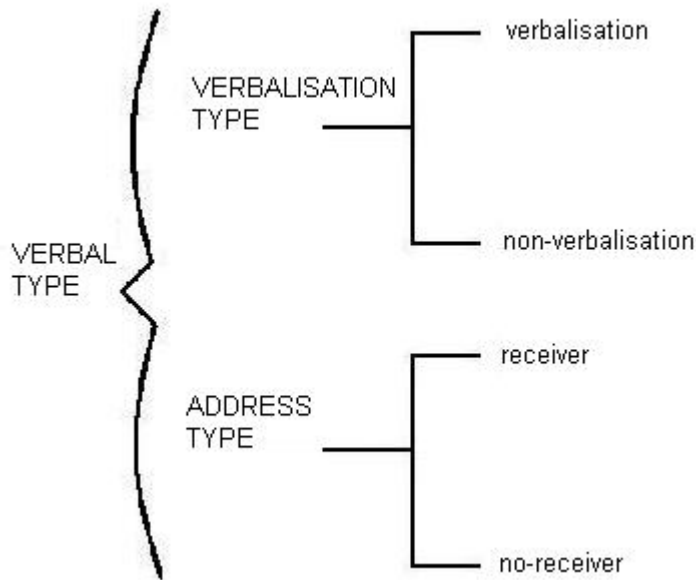 verbalisation
VERBALISATION
TYPE
non-verbalisation
VERBAL
TYPE
receiver
ADDRESS
TYPE
no-receiver